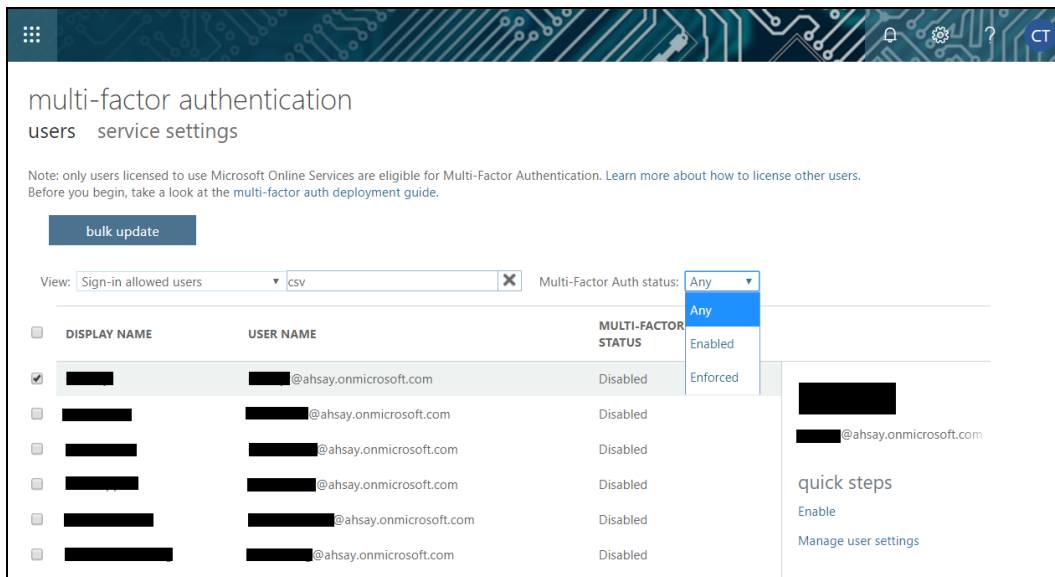 CT
multi-factor authentication
users service settings
Note: only users licensed to use Microsoft Online Services are eligible for Multi-Factor Authentication. Learn more about how to license other users.
Before you begin, take a look at the multi-factor auth deployment guide.
bulk update
View: Sign-in allowed users csv Multi-Factor Auth status: Any
Any
Enabled
Enforced
DISPLAY NAME USER NAME MULTI-FACTOR
STATUS
@ahsay.onmicrosoft.com Disabled
@ahsay.onmicrosoft.com Disabled
@ahsay.onmicrosoft.com Disabled
@ahsay.onmicrosoft.com Disabled
@ahsay.onmicrosoft.com Disabled
@ahsay.onmicrosoft.com Disabled
@ahsay.onmicrosoft.com
quick steps
Enable
Manage user settings